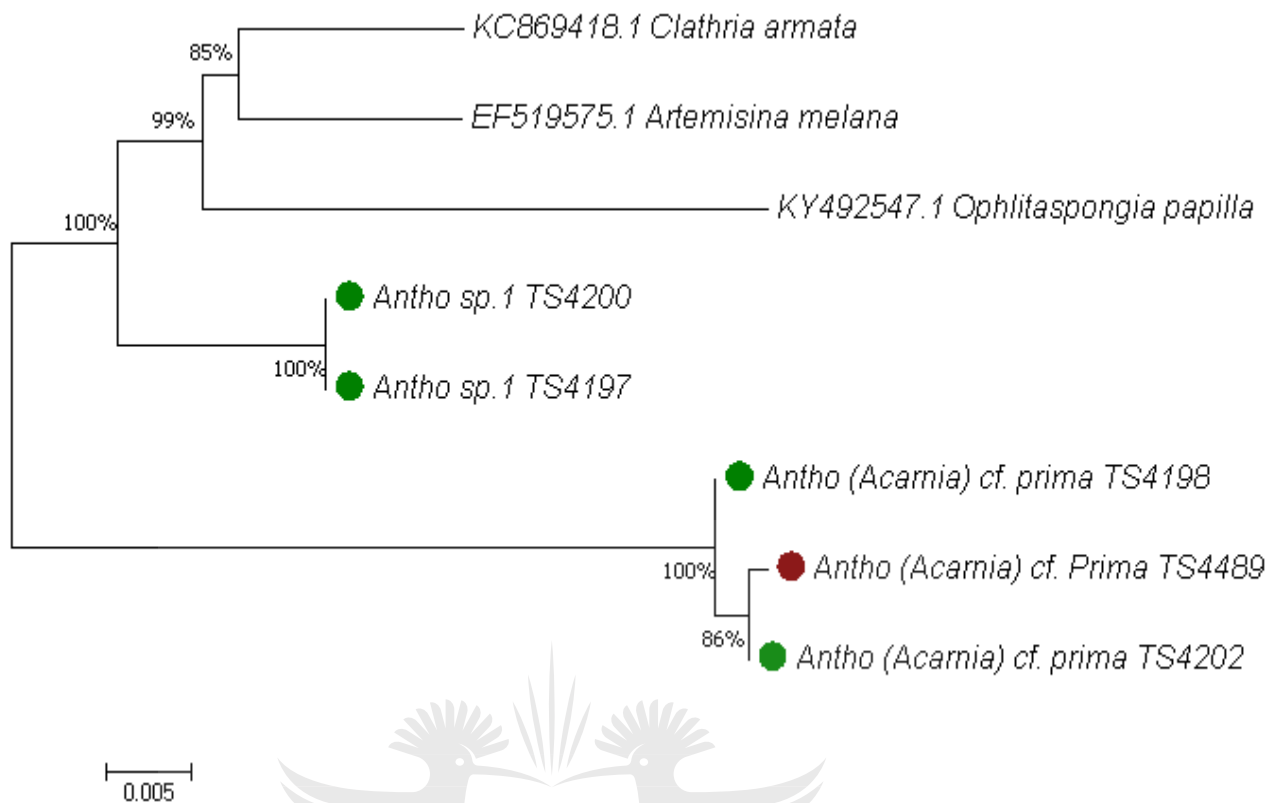 KC869418.1 Clathria armata
85%
EF519575.1 Artemisina melana
99%
KY492547.1 Ophlitaspongia papilla
100%
Antho sp.1 TS4200
100%
Antho sp.1 TS4197
Antho (Acarnia) cf. prima TS4198
100%
Antho (Acarnia) cf. Prima TS4489
86%
Antho (Acarnia) cf. prima TS4202
0.005